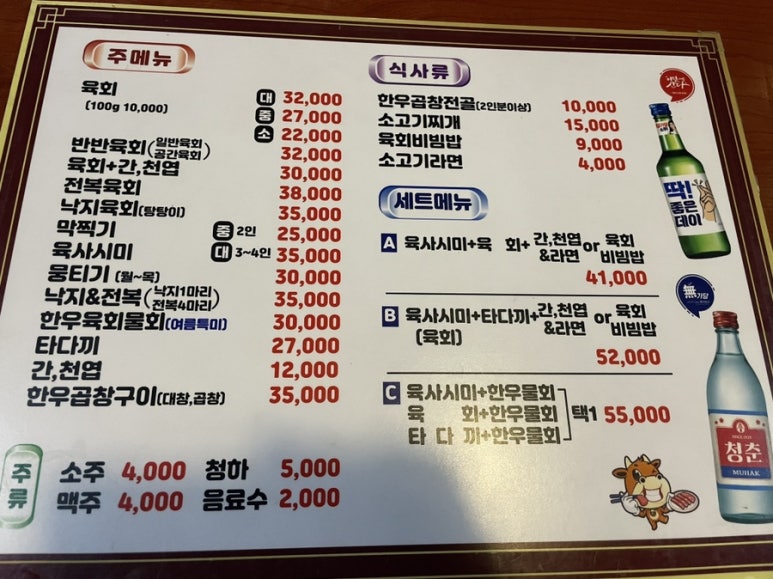 주메뉴
육회 대 32,000
(100g 10,000) 중 27,000
소 22,000
반반육회(일반육회 공간육회) 32,000
육회+간,천엽 30,000
전복육회 38,000
낙지육회(탕탕이) 35,000
막찍기 중 2인 25,000
육사시미 대 3~4인 35,000
뭉티기 (월~목) 30,000
낙지&전복(낙지1마리 전복4마리) 35,000
한우육회물회(여름특미) 30,000
타다끼 27,000
간,천엽 12,000
한우곱창구이(대창,곱창) 35,000
주류
소주 4,000 청하 5,000
맥주 4,000 음료수 2,000
식사류
한우곱창전골(2인분이상) 10,000
소고기찌개 15,000
육회비빔밥 9,000
소고기라면 4,000
세트메뉴
A 육사시미+육 회+간,천엽&라면 or 육회비빔밥
41,000
B 육사시미+타다끼+간,천엽&라면 or 육회비빔밥
(육회)
52,000
C 육사시미+한우물회
육 회+한우물회 택1 55,000
타 다 끼+한우물회
딱!
좋은
데이
無가당
청춘
MUHAK